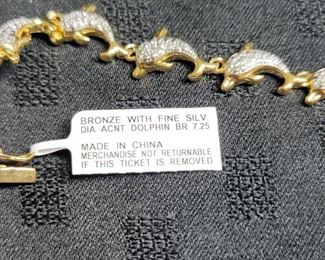 BRONZE WITH FINE SILV
DIA ACNT DOLPHIN BR 7.25
MADE IN CHINA
MERCHANDISE NOT RETURNABLE
IF THIS TICKET IS REMOVED